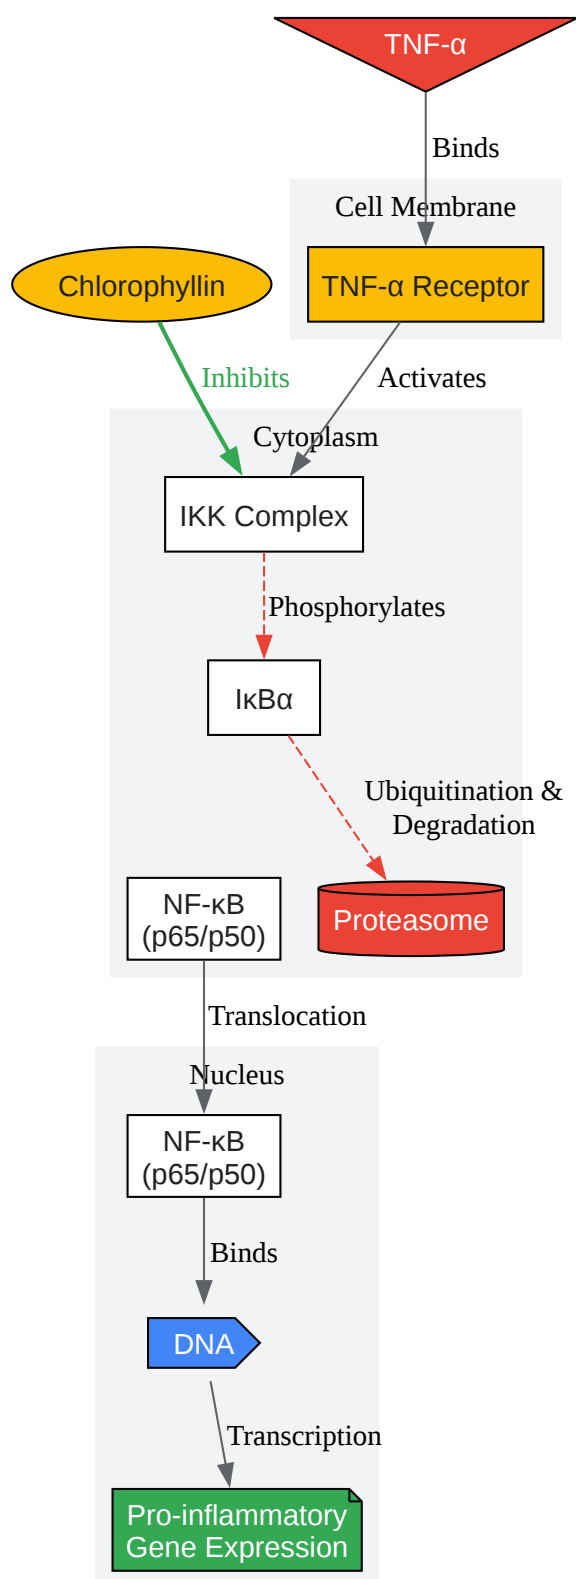 TNF-α
Binds
Cell Membrane
Chlorophyllin
TNF-α Receptor
Inhibits
Activates
Cytoplasm
IKK Complex
Phosphorylates
IκBα
Ubiquitination &
Degradation
NF-κB
(p65/p50)
Proteasome
Translocation
Nucleus
NF-κB
(p65/p50)
Binds
DNA
Transcription
Pro-inflammatory
Gene Expression